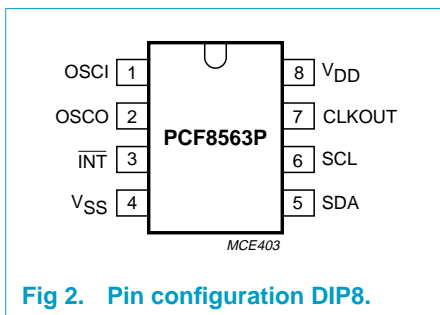 OSCI 1 8 VDD
OSCO 2 7 CLKOUT
PCF8563P
INT 3 6 SCL
VSS 4 5 SDA
MCE403
Fig 2. Pin configuration DIP8.